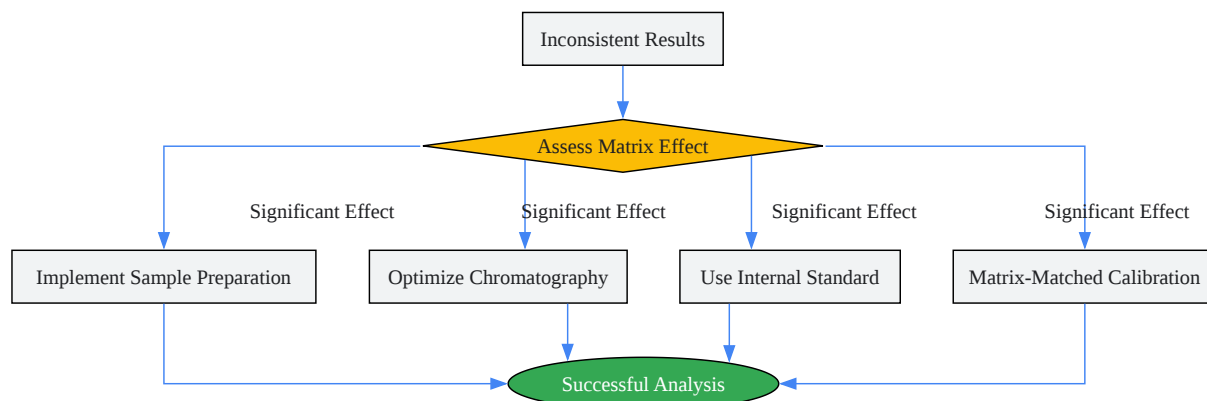 Inconsistent Results
Assess Matrix Effect
Significant Effect
Significant Effect
Significant Effect
Significant Effect
Implement Sample Preparation
Optimize Chromatography
Use Internal Standard
Matrix-Matched Calibration
Successful Analysis